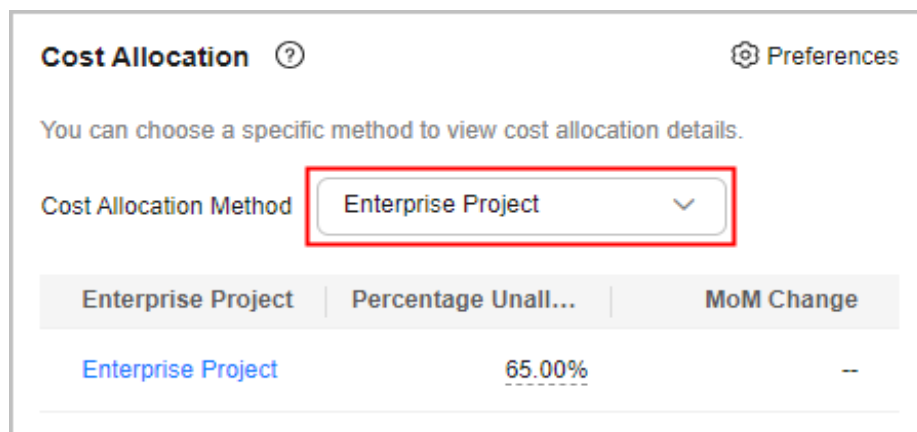 Cost Allocation ? Preferences
You can choose a specific method to view cost allocation details.
Cost Allocation Method Enterprise Project
Enterprise Project Percentage Unall... MoM Change
Enterprise Project 65.00% --